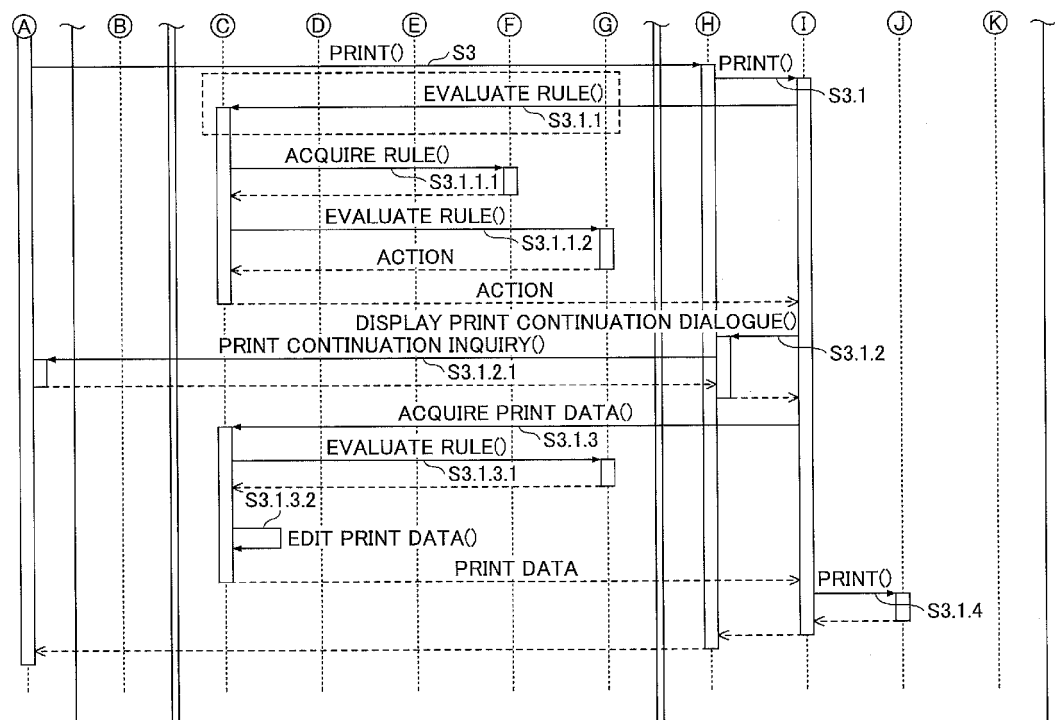 A B C D E F G H I J K
PRINT() S3 PRINT()
S3.1
EVALUATE RULE()
S3.1.1
ACQUIRE RULE()
S3.1.1.1
EVALUATE RULE()
S3.1.1.2
ACTION
ACTION
DISPLAY PRINT CONTINUATION DIALOGUE()
PRINT CONTINUATION INQUIRY() S3.1.2
S3.1.2.1
ACQUIRE PRINT DATA()
S3.1.3
EVALUATE RULE()
S3.1.3.1
S3.1.3.2
EDIT PRINT DATA()
PRINT DATA
PRINT()
S3.1.4